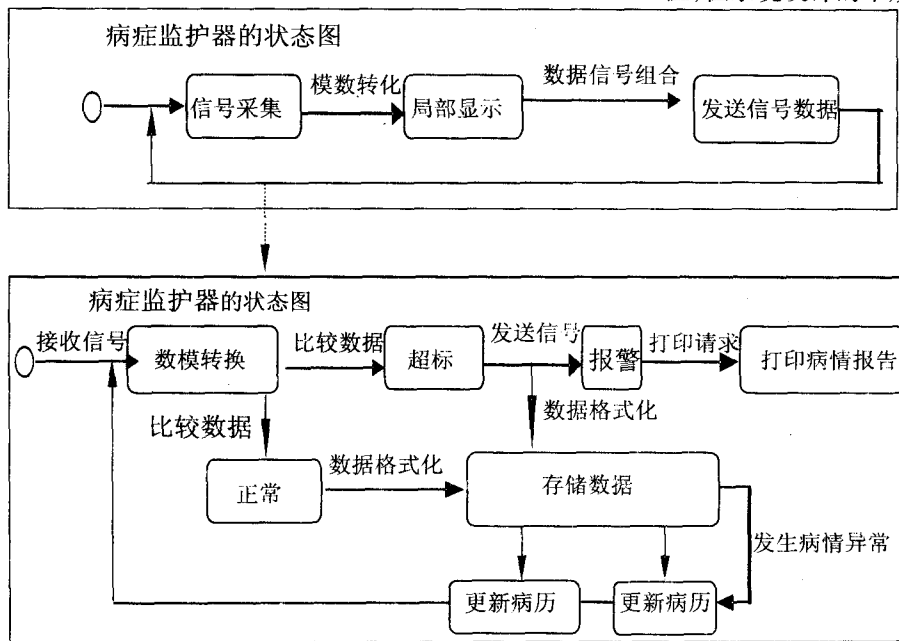 病症监护器的状态图
信号采集
模数转化
局部显示
数据信号组合
发送信号数据
病症监护器的状态图
接收信号
数模转换
比较数据
超标
发送信号
报警
打印请求
打印病情报告
比较数据
数据格式化
正常
数据格式化
存储数据
发生病情异常
更新病历
更新病历